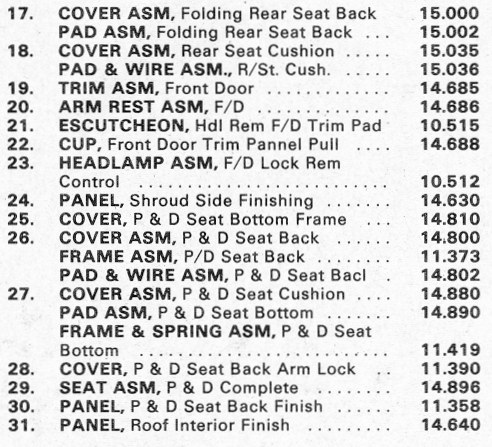 17. COVER ASM, Folding Rear Seat Back 15.000
PAD ASM, Folding Rear Seat Back ... 15.002
18. COVER ASM, Rear Seat Cushion ..... 15.035
PAD & WIRE ASM., R/St. Cush. ..... 15.036
19. TRIM ASM, Front Door ............ 14.685
20. ARM REST ASM, F/D ............. 14.686
21. ESCUTCHEON, Hdl Rem F/D Trim Pad 10.515
22. CUP, Front Door Trim Pannel Pull .... 14.688
23. HEADLAMP ASM, F/D Lock Rem
Control ........................ 10.512
24. PANEL, Shroud Side Finishing ....... 14.630
25. COVER, P & D Seat Bottom Frame .. 14.810
26. COVER ASM, P & D Seat Back ...... 14.800
FRAME ASM, P/D Seat Back ........ 11.373
PAD & WIRE ASM, P & D Seat Bacl . 14.802
27. COVER ASM, P & D Seat Cushion .... 14.880
PAD ASM, P & D Seat Bottom ....... 14.890
FRAME & SPRING ASM, P & D Seat
Bottom ........................ 11.419
28. COVER, P & D Seat Back Arm Lock .. 11.390
29. SEAT ASM, P & D Complete ........ 14.896
30. PANEL, P & D Seat Back Finish ...... 11.358
31. PANEL, Roof Interior Finish ......... 14.640